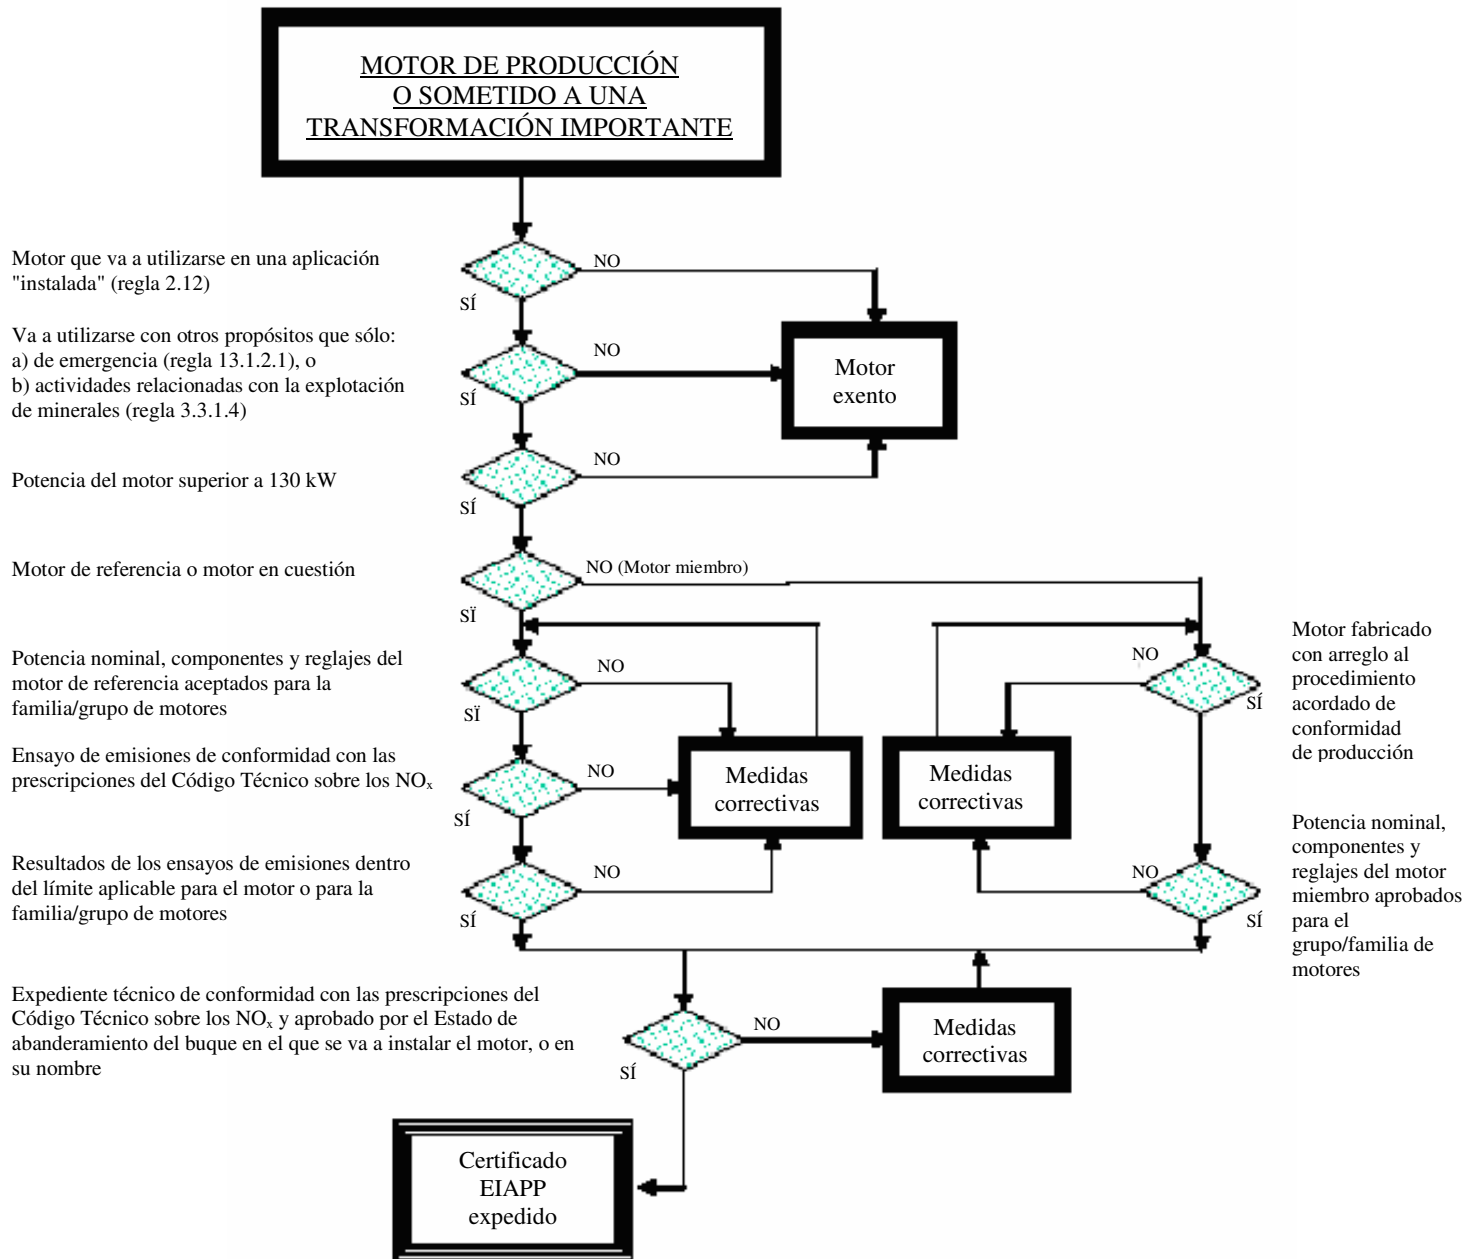 MOTOR DE PRODUCCIÓN
O SOMETIDO A UNA
TRANSFORMACIÓN IMPORTANTE
Motor que va a utilizarse en una aplicación
"instalada" (regla 2.12)
NO
SÍ
Va a utilizarse con otros propósitos que sólo:
a) de emergencia (regla 13.1.2.1), o
b) actividades relacionadas con la explotación
de minerales (regla 3.3.1.4)
NO
SÍ
Motor
exento
Potencia del motor superior a 130 kW
NO
SÍ
Motor de referencia o motor en cuestión
NO (Motor miembro)
SÏ
Potencia nominal, componentes y reglajes del
motor de referencia aceptados para la
familia/grupo de motores
NO
SÏ
Ensayo de emisiones de conformidad con las
prescripciones del Código Técnico sobre los NOx
NO
SÍ
Medidas
correctivas
Resultados de los ensayos de emisiones dentro
del límite aplicable para el motor o para la
familia/grupo de motores
NO
SÍ
Motor fabricado
con arreglo al
procedimiento
acordado de
conformidad
de producción
NO
SÍ
Medidas
correctivas
Potencia nominal,
componentes y
reglajes del motor
miembro aprobados
para el
grupo/familia de
motores
NO
SÍ
Expediente técnico de conformidad con las prescripciones del
Código Técnico sobre los NOx y aprobado por el Estado de
abanderamiento del buque en el que se va a instalar el motor, o en
su nombre
NO
SÍ
Medidas
correctivas
Certificado
EIAPP
expedido